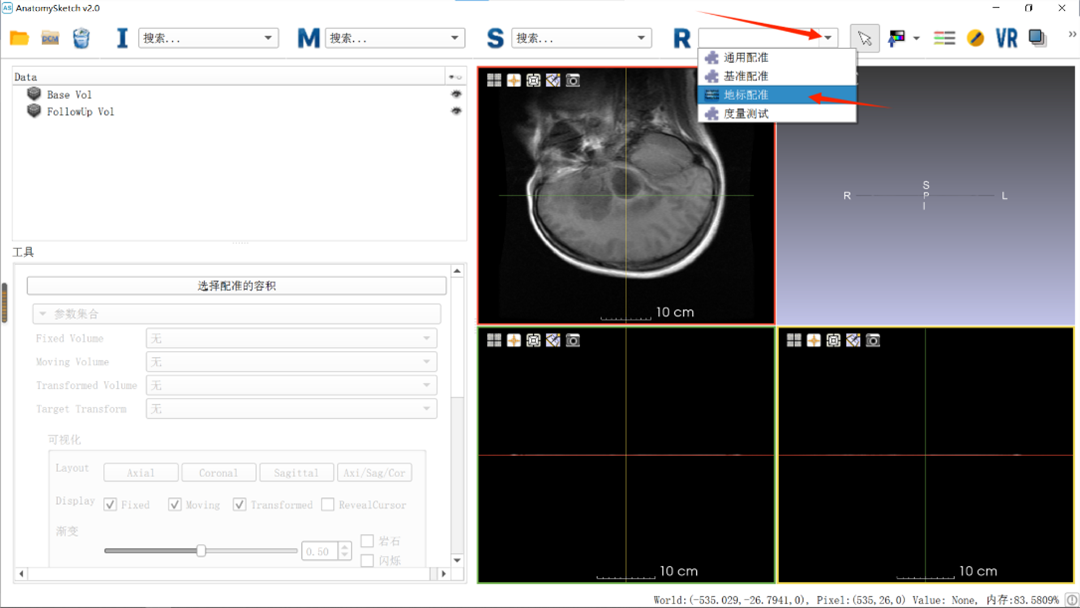 AnatomySketch v2.0
I 搜索... M 搜索... S 搜索... R VR
通用配准
基准配准
地标配准
度量测试
Data
Base Vol
FollowUp Vol
工具
选择配准的容积
参数集合
Fixed Volume 无
Moving Volume 无
Transformed Volume 无
Target Transform 无
可视化
Layout Axial Coronal Sagittal Axi/Sag/Cor
Display Fixed Moving Transformed RevealCursor
渐变
0.50
岩石
闪烁
10 cm
S
R P L
I
10 cm
10 cm
World:(-535.029,-26.7941,0), Pixel:(535,26,0) Value: None, 内存:83.5809%